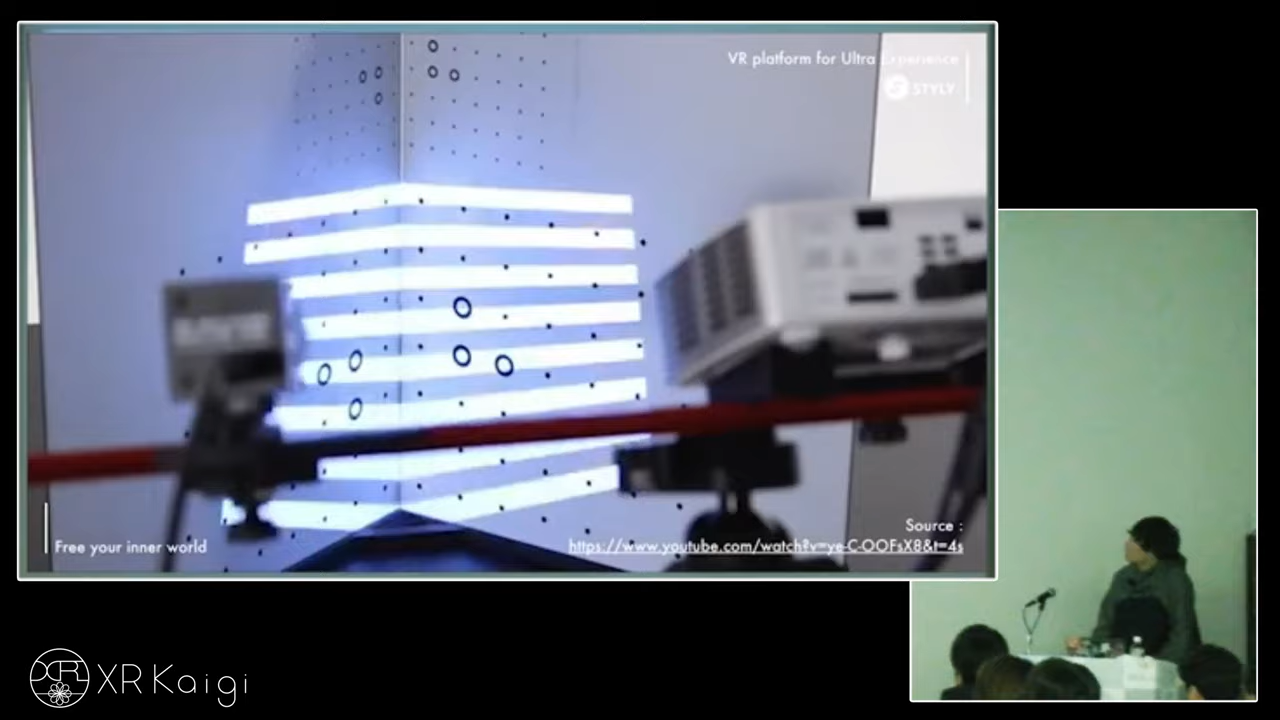 VR platform for Ultra Experience
STYLY
Free your inner world
Source :
https://www.youtube.com/watch?v=ye-C-OOFsX8&t=4s
XR Kaigi